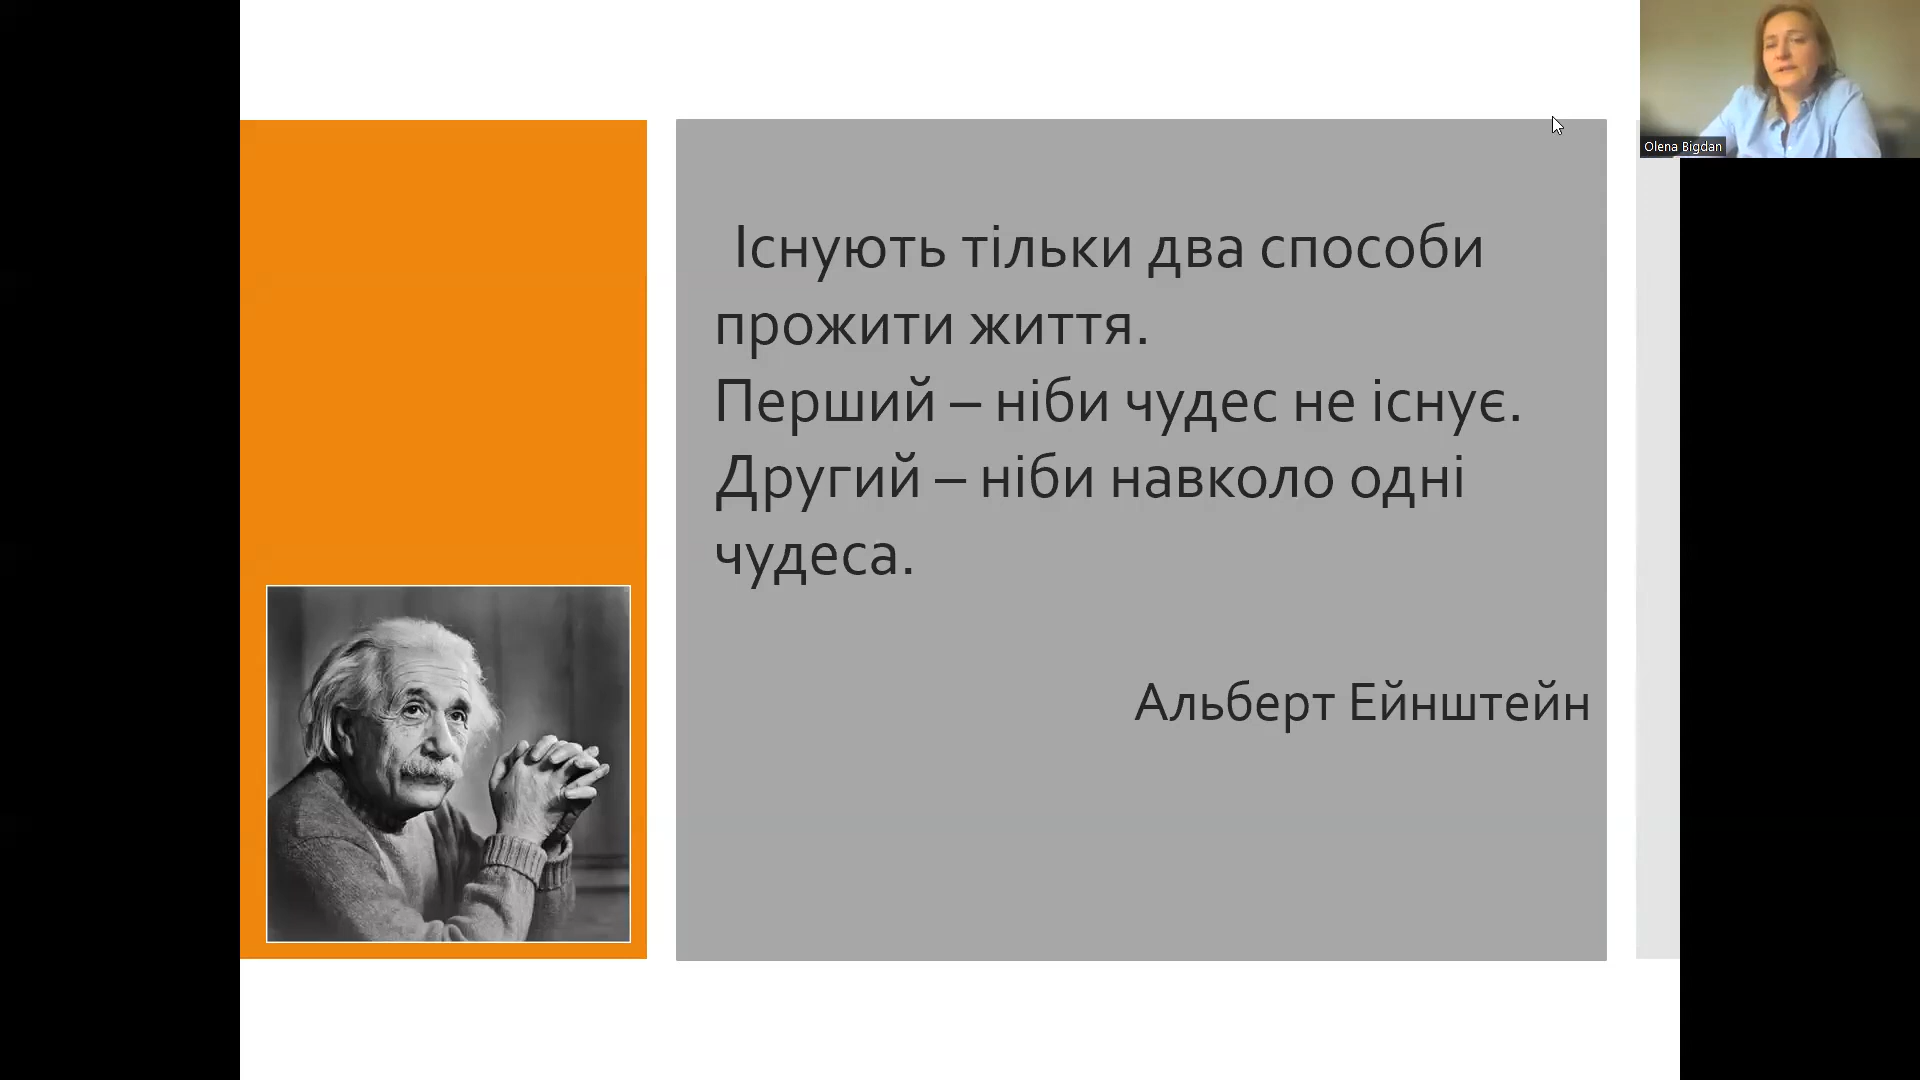 Існують тільки два способи
прожити життя.
Перший – ніби чудес не існує.
Другий – ніби навколо одні
чудеса.
Альберт Ейнштейн
Olena Bigdan